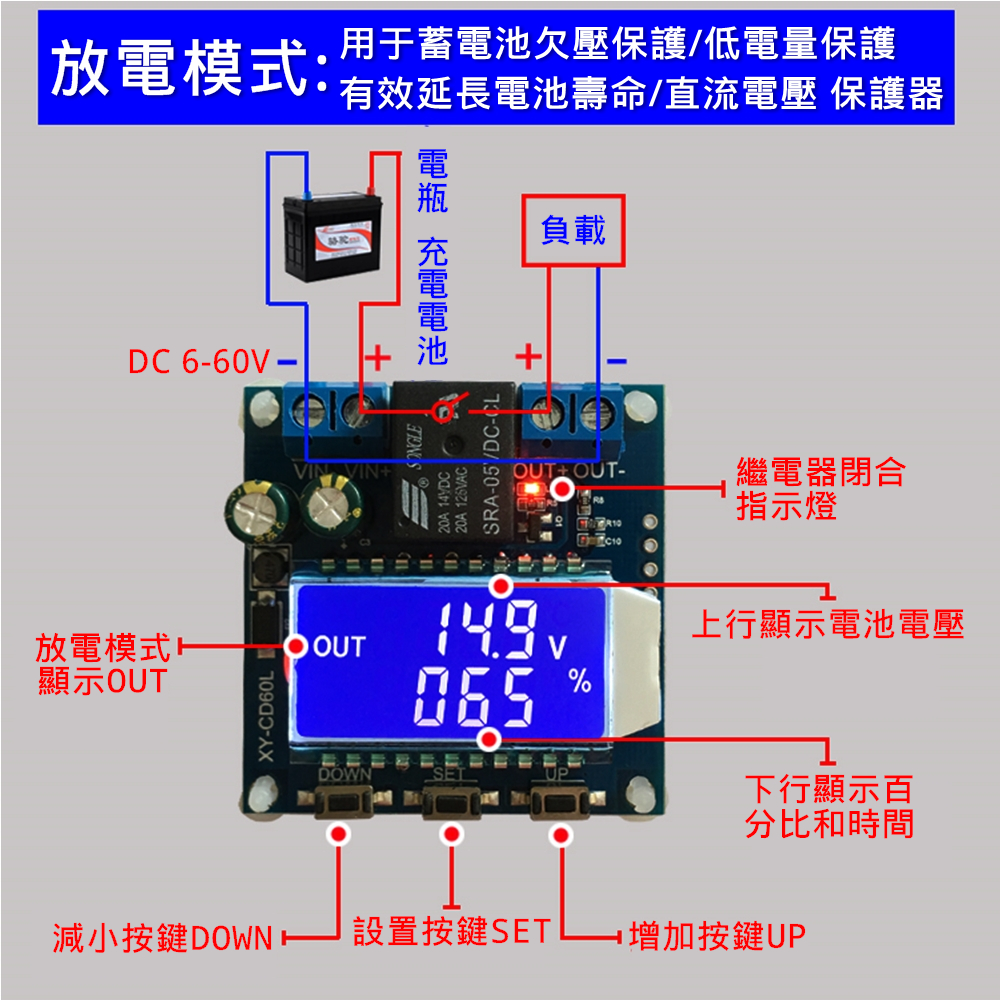 放電模式:
用于蓄電池欠壓保護/低電量保護
有效延長電池壽命/直流電壓 保護器
電瓶 充電電池
負載
DC 6-60V
−
+
+
−
VIN
VIN+
OUT+
OUT-
SONGLE
®
20A 14VDC
20A 125VAC
SRA-05VDC-CL
R8
R10
C10
Q1
繼電器閉合
指示燈
上行顯示電池電壓
放電模式
顯示OUT
OUT
14.9 V
065 %
XY-CD60L
下行顯示百
分比和時間
DOWN
SET
UP
減小按鍵DOWN
設置按鍵SET
增加按鍵UP